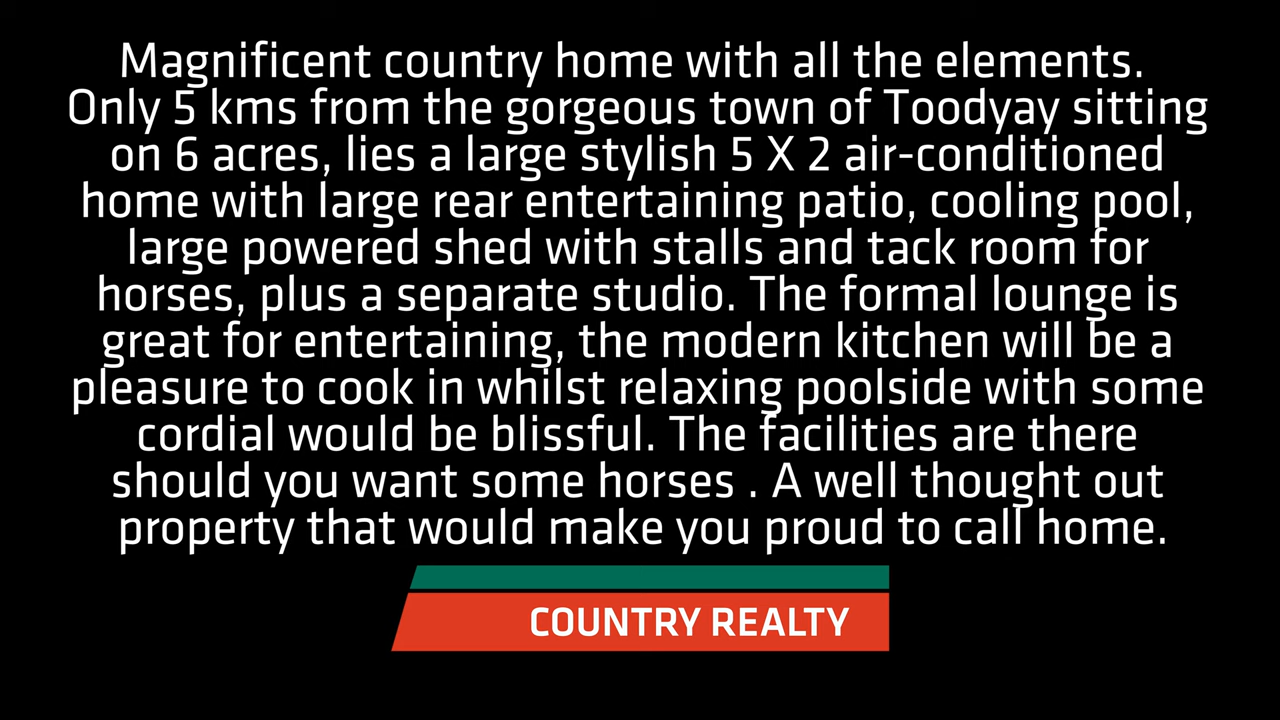 Magnificent country home with all the elements.
Only 5 kms from the gorgeous town of Toodyay sitting
on 6 acres, lies a large stylish 5 X 2 air-conditioned
home with large rear entertaining patio, cooling pool,
large powered shed with stalls and tack room for
horses, plus a separate studio. The formal lounge is
great for entertaining, the modern kitchen will be a
pleasure to cook in whilst relaxing poolside with some
cordial would be blissful. The facilities are there
should you want some horses . A well thought out
property that would make you proud to call home.
COUNTRY REALTY